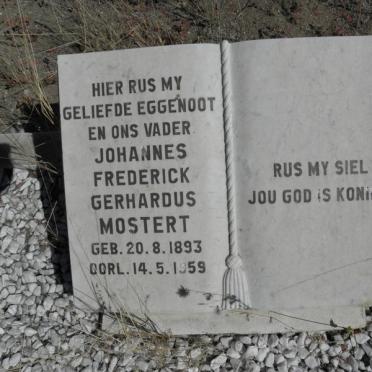 HIER RUS MY
GELIEFDE EGGENOOT
EN ONS VADER
JOHANNES
FREDERICK
GERHARDUS
MOSTERT
GEB. 20.8.1893
OORL. 14.5.1959
RUS MY SIEL
JOU GOD IS